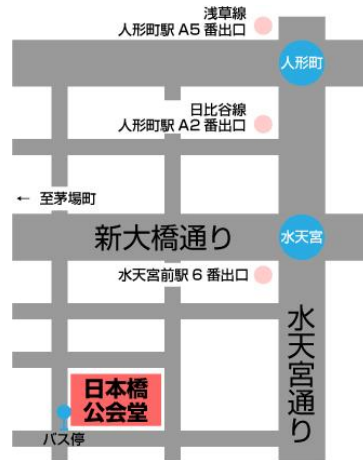 浅草線
人形町駅 A5 番出口
人形町
日比谷線
人形町駅 A2 番出口
← 至茅場町
新大橋通り
水天宮
水天宮前駅 6 番出口
水天宮通り
日本橋
公会堂
バス停